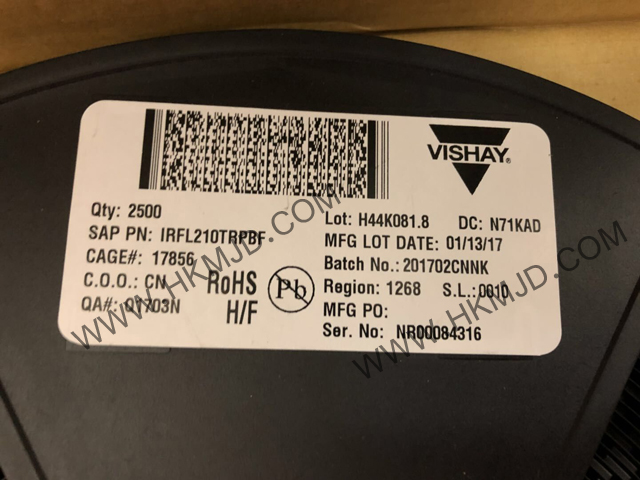 VISHAY®
Qty: 2500
SAP PN: IRFL210TRPBF
CAGE#: 17856
C.O.O.: CN
QA#: Q1703N
RoHS
H/F
Pb
Lot: H44K081.8 DC: N71KAD
MFG LOT DATE: 01/13/17
Batch No.: 201702CNNK
Region: 1268 S.L.: 0010
MFG PO:
Ser. No: NR00084316
WWW.HKMJD.COM
WWW.HKMJD.COM